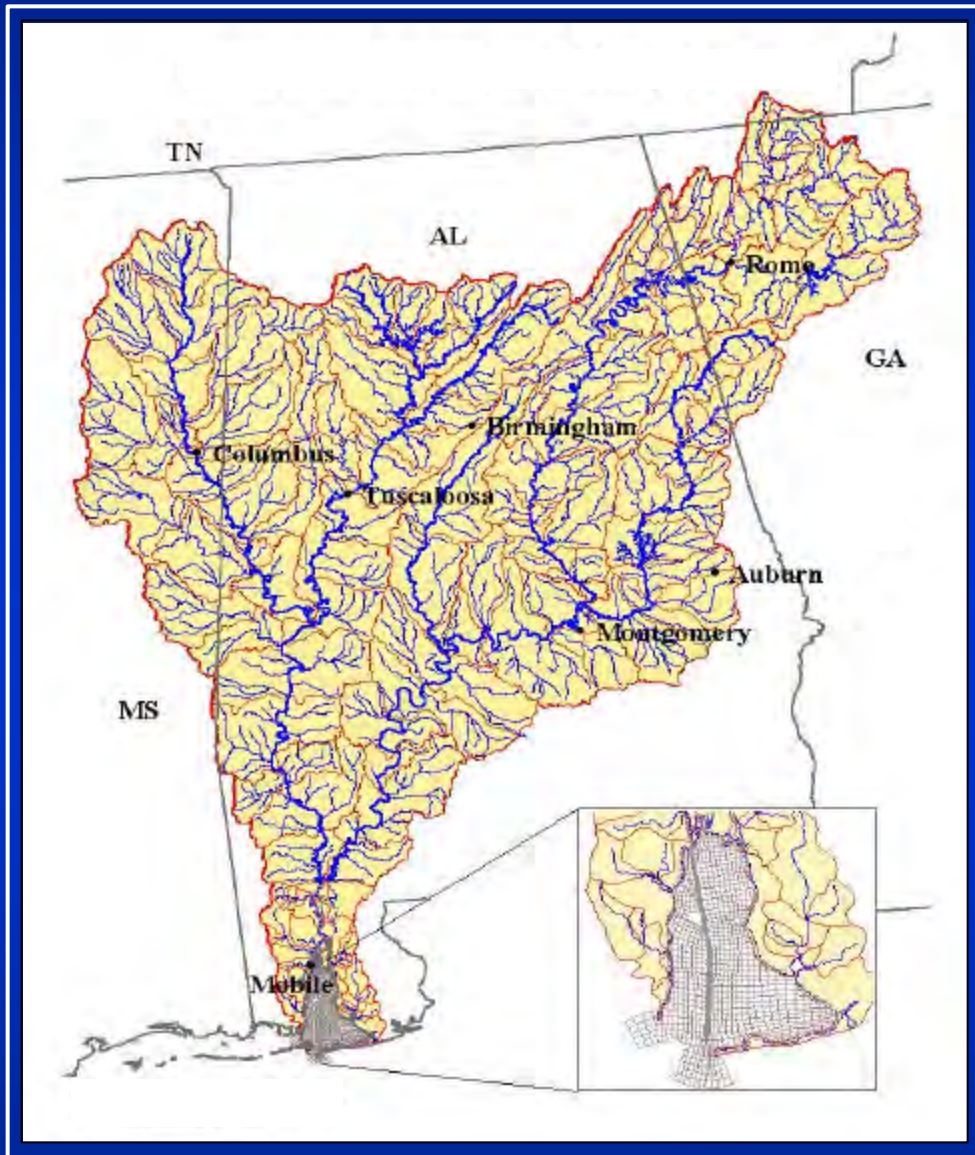 TN
AL
Rome
GA
Birmingham
Columbus
Tuscaloosa
Auburn
Montgomery
MS
Mobile